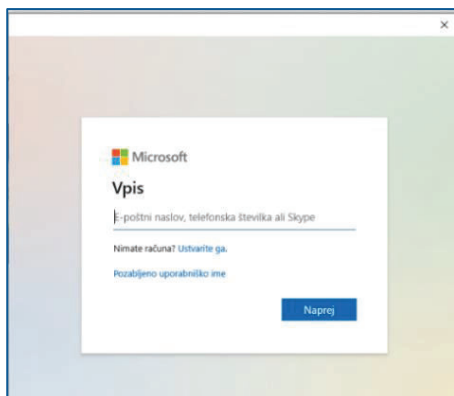 Microsoft
Vpis
E-poštni naslov, telefonska številka ali Skype
Nimate računa? Ustvarite ga.
Pozabljeno uporabniško ime
Naprej